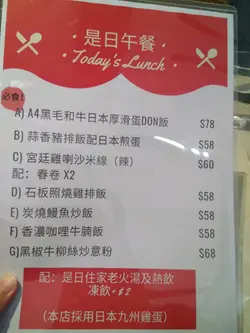 是日午餐
Today's Lunch
必食!
A) A4黑毛和牛日本厚滑蛋DON飯 $78
B) 蒜香豬排飯配日本煎蛋 $58
C) 宮廷雞喇沙米線（辣） $60
配：春卷 X2
D) 石板照燒雞排飯 $58
E) 炭燒鰻魚炒飯 $58
F) 香濃咖哩牛腩飯 $58
G)黑椒牛柳絲炒意粉 $68
配：是日住家老火湯及熱飲
凍飲+$2
（本店採用日本九州雞蛋）